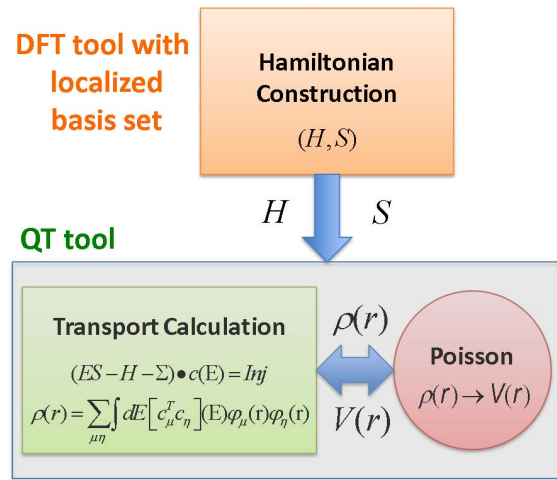 DFT tool with
localized
basis set
Hamiltonian
Construction
(H,S)
H S
QT tool
Transport Calculation
(ES−H−Σ)•c(E)=Inj
ρ(r)=∑∫dE[c_μ^T c_η](E)φ_μ(r)φ_η(r)
μη
ρ(r)
V(r)
Poisson
ρ(r)→V(r)